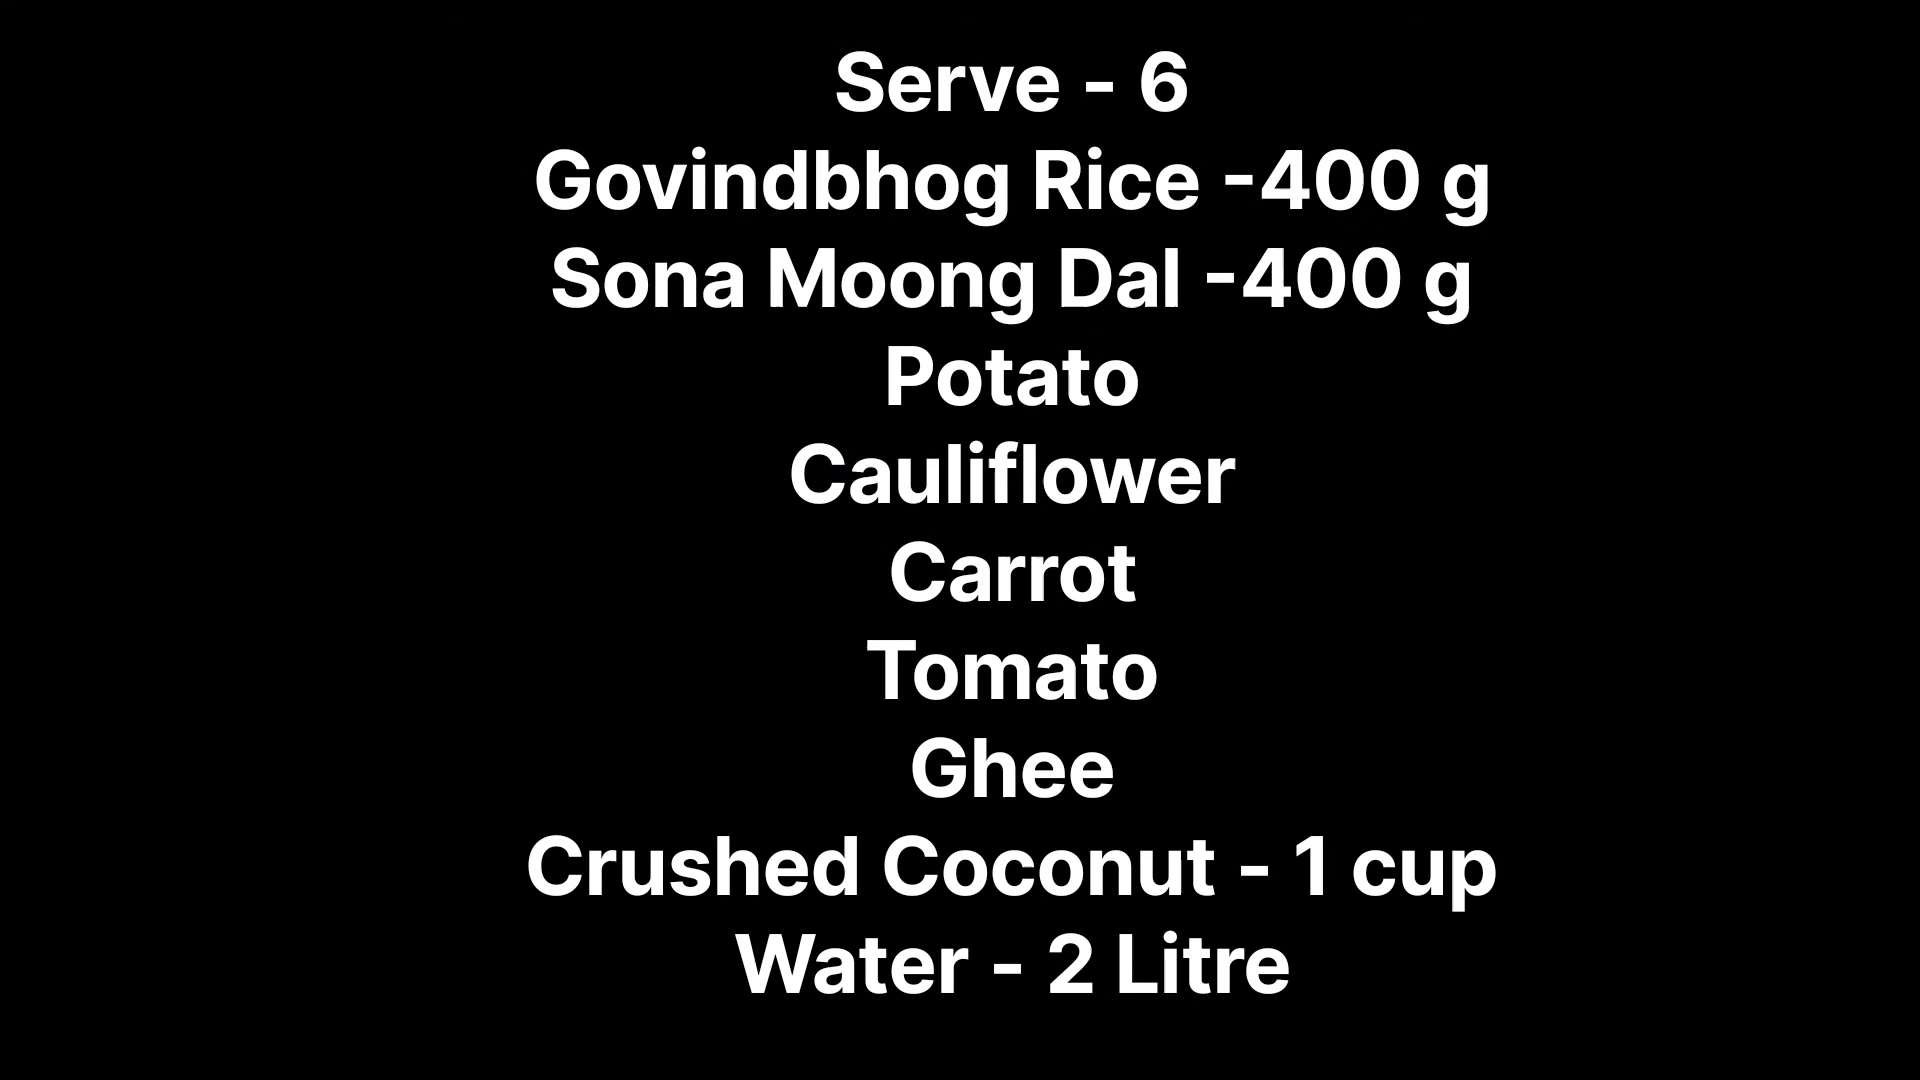 Serve - 6
Govindbhog Rice -400 g
Sona Moong Dal -400 g
Potato
Cauliflower
Carrot
Tomato
Ghee
Crushed Coconut - 1 cup
Water - 2 Litre